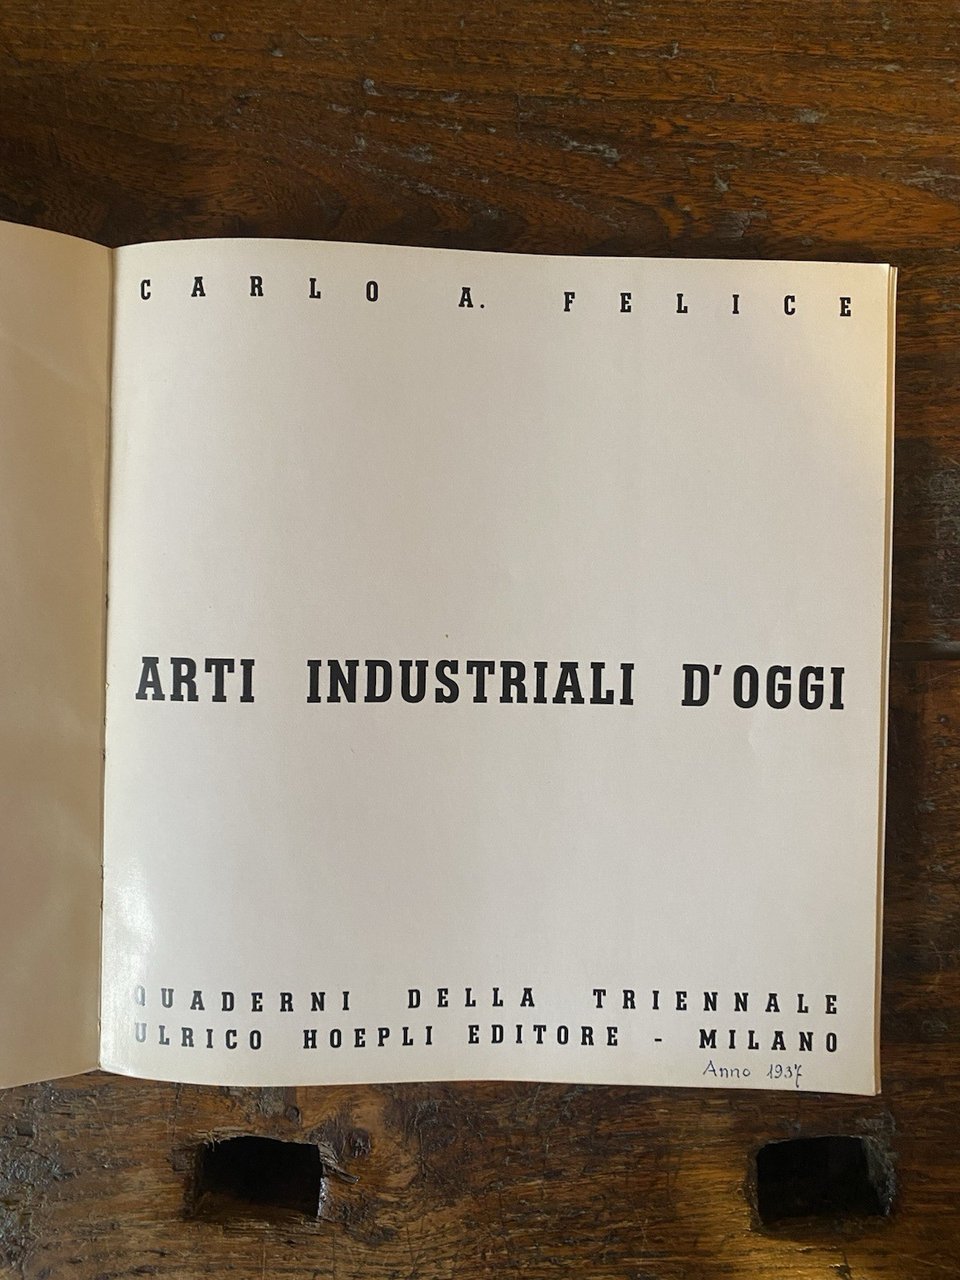 CARLO A. FELICE
ARTI INDUSTRIALI D'OGGI
QUADERNI DELLA TRIENNALE
ULRICO HOEPLI EDITORE - MILANO
Anno 1937